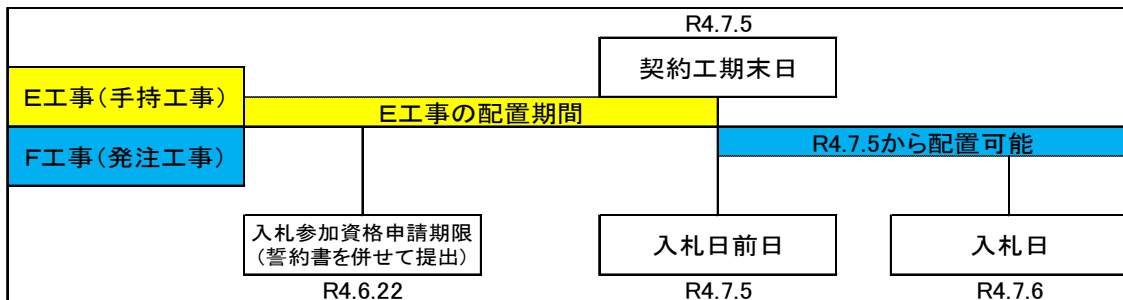 R4.7.5
契約工期末日
E工事(手持工事)
E工事の配置期間
F工事(発注工事)
R4.7.5から配置可能
入札参加資格申請期限
(誓約書を併せて提出)
入札日前日
入札日
R4.6.22
R4.7.5
R4.7.6